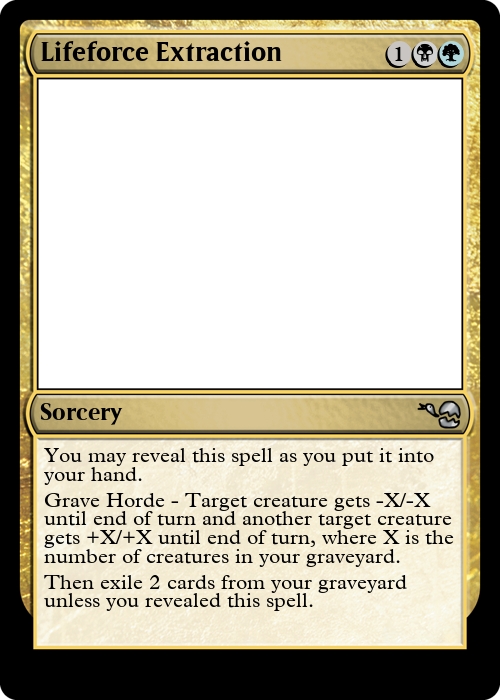 Lifeforce Extraction 1
Sorcery
You may reveal this spell as you put it into
your hand.
Grave Horde - Target creature gets -X/-X
until end of turn and another target creature
gets +X/+X until end of turn, where X is the
number of creatures in your graveyard.
Then exile 2 cards from your graveyard
unless you revealed this spell.